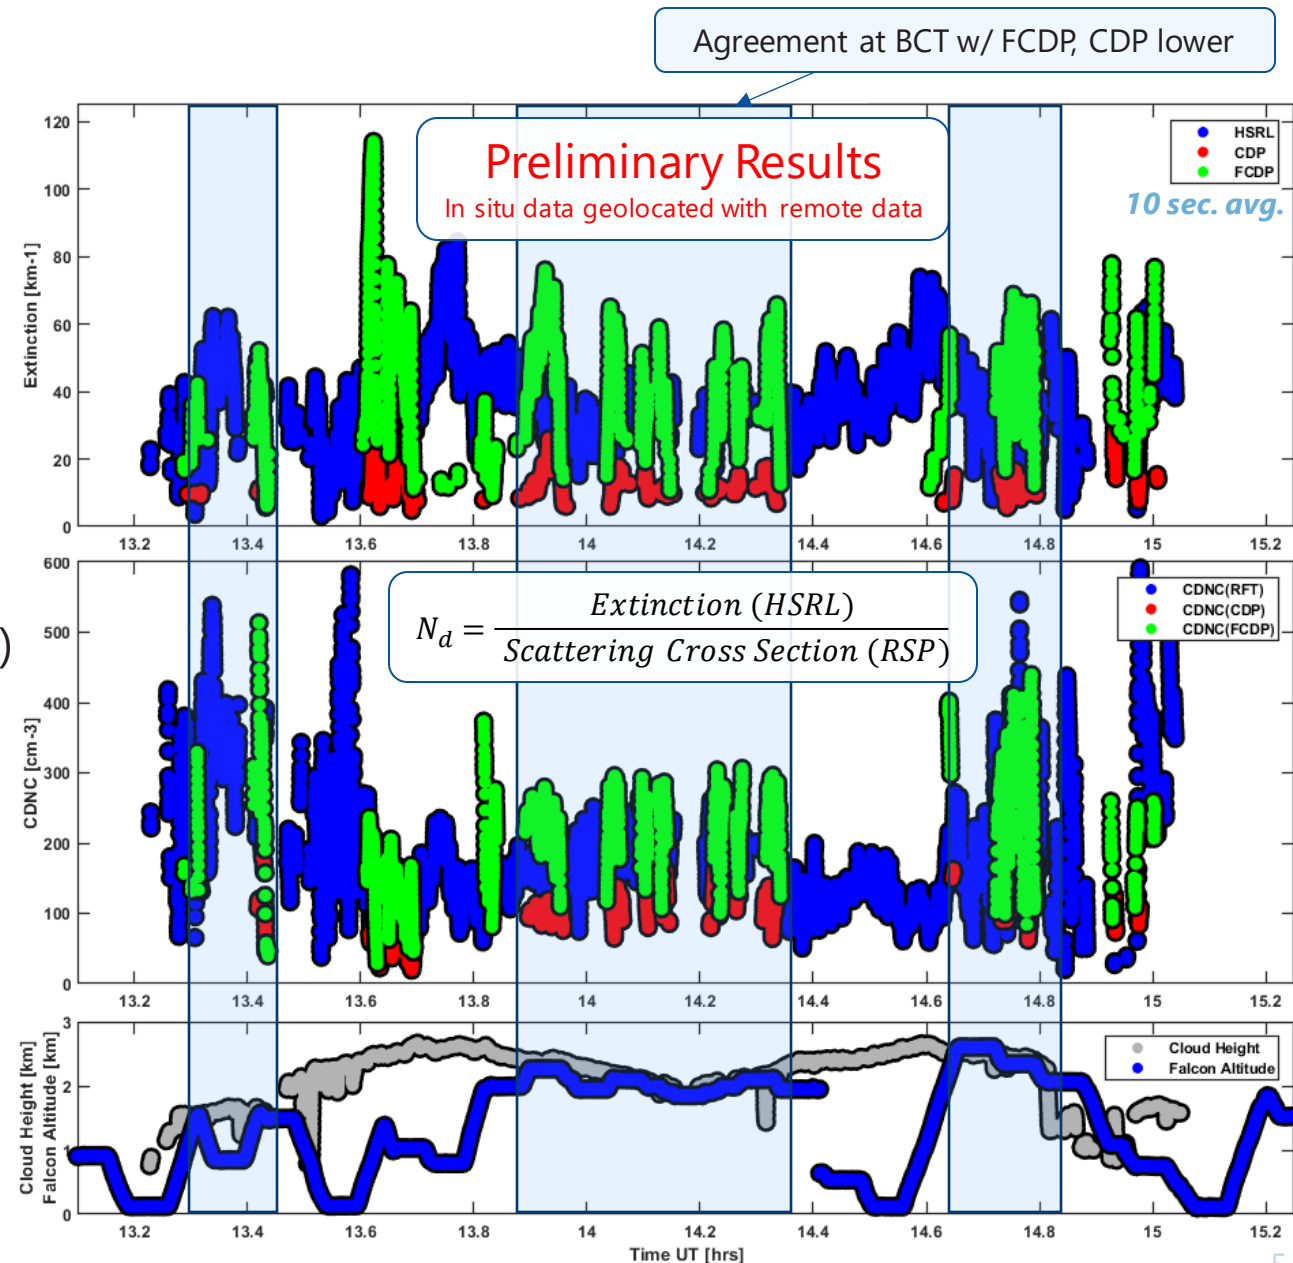 Agreement at BCT w/ FCDP, CDP lower
Preliminary Results
In situ data geolocated with remote data
HSRL
CDP
FCDP
10 sec. avg.
Extinction [km-1]
120
100
80
60
40
20
0
13.2 13.4 13.6 13.8 14 14.2 14.4 14.6 14.8 15 15.2
N_d = Extinction (HSRL)
Scattering Cross Section (RSP)
CDNC(RFT)
CDNC(CDP)
CDNC(FCDP)
)
CDNC [cm-3]
600
500
400
300
200
100
0
13.2 13.4 13.6 13.8 14 14.2 14.4 14.6 14.8 15 15.2
Cloud Height
Falcon Altitude
Cloud Height [km]
Falcon Altitude [km]
3
2
1
0
13.2 13.4 13.6 13.8 14 14.2 14.4 14.6 14.8 15 15.2
Time UT [hrs]
5